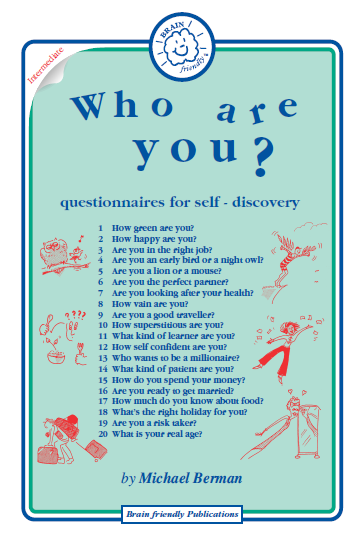 BRAIN
friendly
Intermediate
Who are
you?
questionnaires for self - discovery
1 How green are you?
2 How happy are you?
3 Are you in the right job?
4 Are you an early bird or a night owl?
5 Are you a lion or a mouse?
6 Are you the perfect partner?
7 Are you looking after your health?
8 How vain are you?
9 Are you a good traveller?
10 How superstitious are you?
11 What kind of learner are you?
12 How self confident are you?
13 Who wants to be a millionaire?
14 What kind of patient are you?
15 How do you spend your money?
16 Are you ready to get married?
17 How much do you know about food?
18 What's the right holiday for you?
19 Are you a risk taker?
20 What is your real age?
???
by Michael Berman
Brain friendly Publications